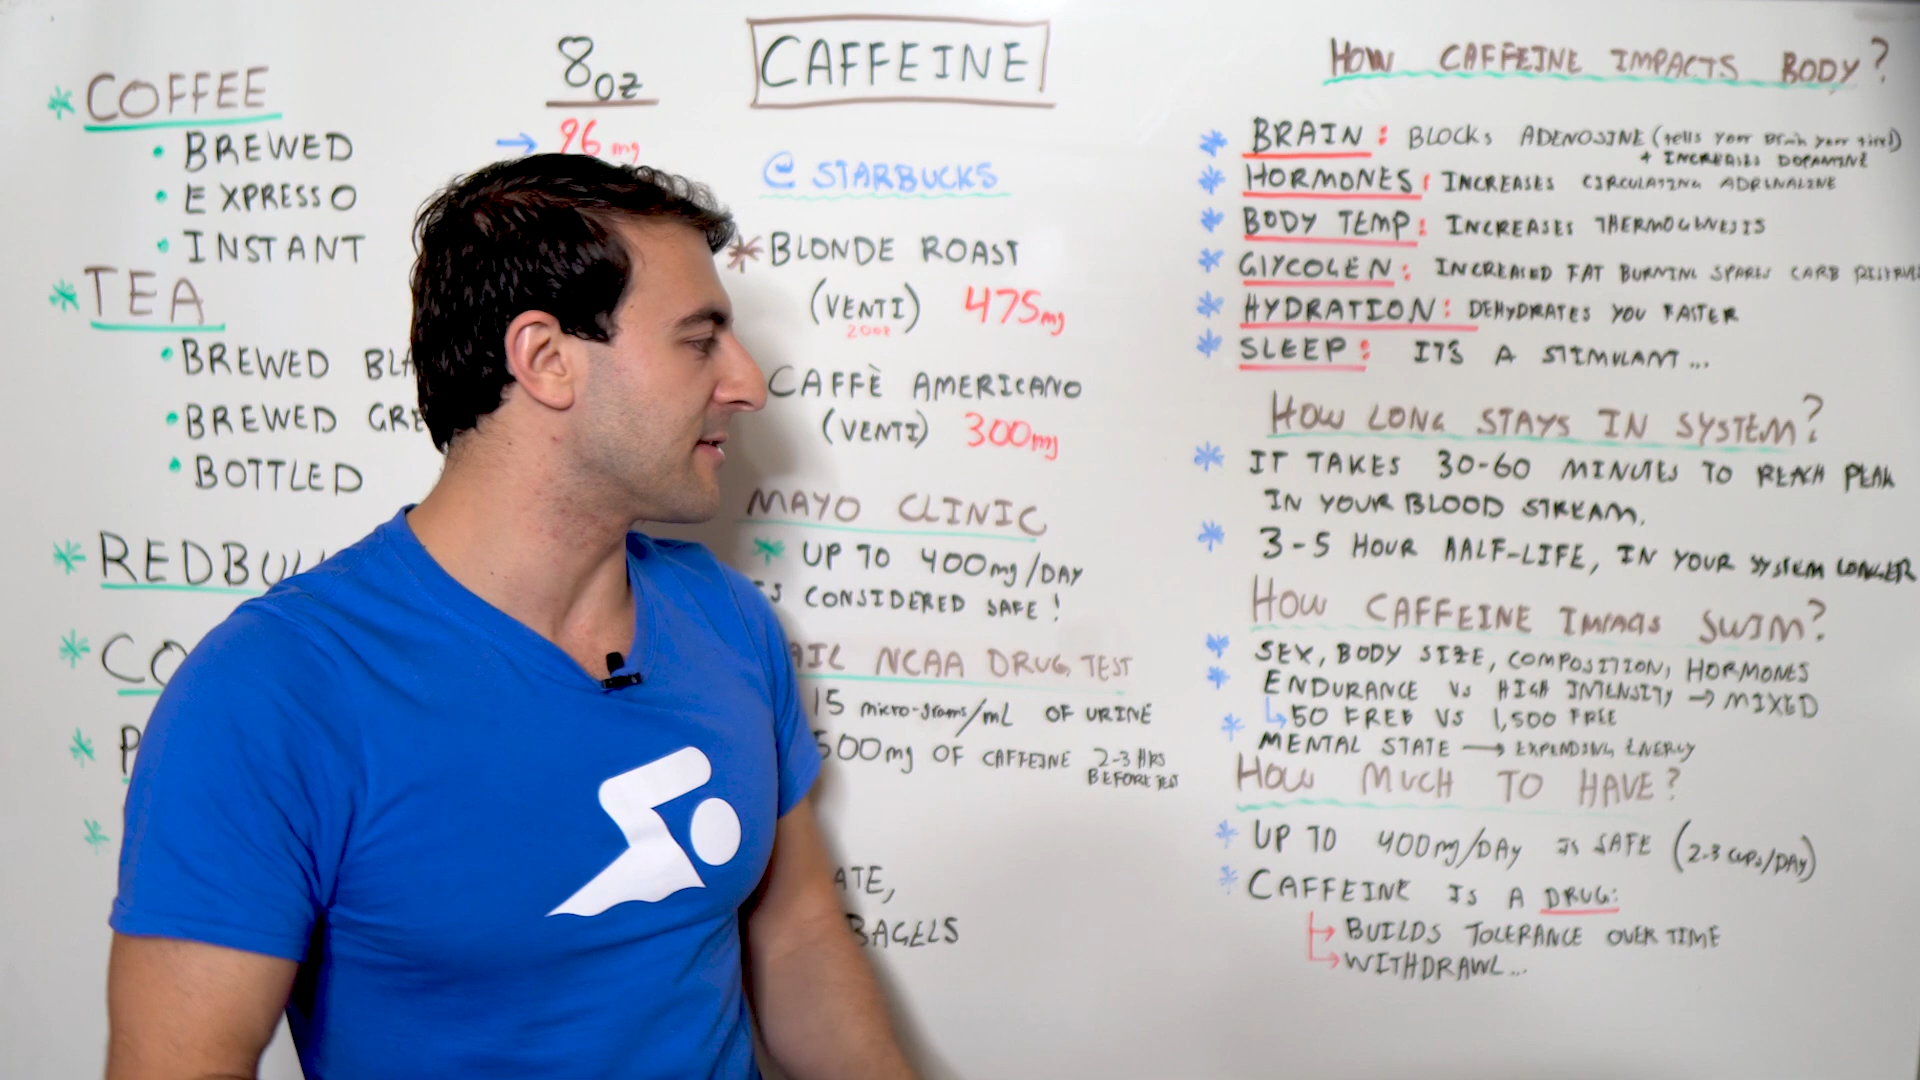 * COFFEE
• BREWED
• EXPRESSO
• INSTANT
* TEA
• BREWED BLA
• BREWED GRE
• BOTTLED
* REDBU
* CO
* P
*
8oz
→ 96 mg
CAFFEINE
@ STARBUCKS
* BLONDE ROAST
(VENTI) 475mg
20oz
CAFFÈ AMERICANO
(VENTI) 300mg
MAYO CLINIC
* UP TO 400mg/DAY
IS CONSIDERED SAFE!
AIL NCAA DRUG TEST
15 micro-grams/mL OF URINE
500mg OF CAFFEINE 2-3 HRS
BEFORE TEST
ATE,
BAGELS
HOW CAFFEINE IMPACTS BODY?
* BRAIN: BLOCKS ADENOSINE (tells your Brain your tired)
+ INCREASES DOPAMINE
* HORMONES: INCREASES CIRCULATING ADRENALINE
* BODY TEMP: INCREASES THERMOGENESIS
* GLYCOGEN: INCREASED FAT BURNING SPARES CARB RESERVES
* HYDRATION: DEHYDRATES YOU FASTER
* SLEEP: IT'S A STIMULANT...
HOW LONG STAYS IN SYSTEM?
* IT TAKES 30-60 MINUTES TO REACH PEAK
IN YOUR BLOOD STREAM.
* 3-5 HOUR HALF-LIFE, IN YOUR SYSTEM LONGER
HOW CAFFEINE IMPACTS SWIM?
* SEX, BODY SIZE, COMPOSITION, HORMONES
* ENDURANCE VS HIGH INTENSITY → MIXED
↳ 50 FREE VS 1,500 FREE
* MENTAL STATE → EXPENDING ENERGY
HOW MUCH TO HAVE?
* UP TO 400mg/DAY IS SAFE (2-3 CUPS/DAY)
* CAFFEINE IS A DRUG:
→ BUILDS TOLERANCE OVER TIME
→ WITHDRAWL...